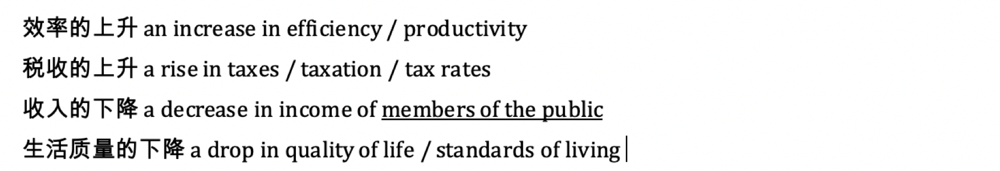 效率的上升 an increase in efficiency / productivity
税收的上升 a rise in taxes / taxation / tax rates
收入的下降 a decrease in income of members of the public
生活质量的下降 a drop in quality of life / standards of living